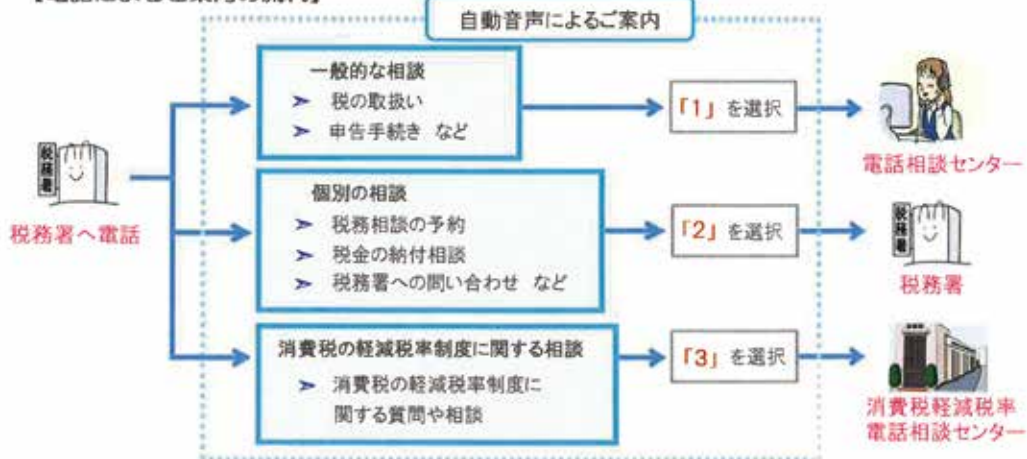 自動音声によるご案内
税務署
税務署へ電話
一般的な相談
➢ 税の取扱い
➢ 申告手続き など
「1」を選択
電話相談センター
個別の相談
➢ 税務相談の予約
➢ 税金の納付相談
➢ 税務署への問い合わせ など
「2」を選択
税務署
税務署
消費税の軽減税率制度に関する相談
➢ 消費税の軽減税率制度に
関する質問や相談
「3」を選択
消費税軽減税率
電話相談センター